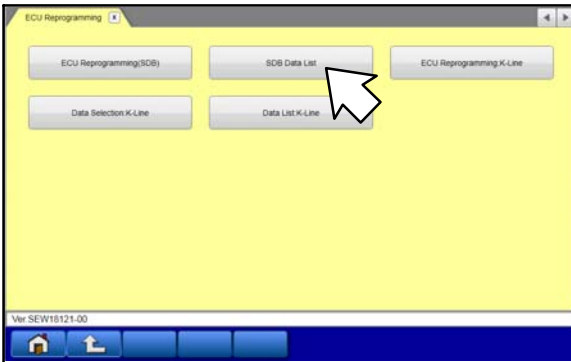 ECU Reprogramming x
ECU Reprogramming(SDB)
SDB Data List
ECU Reprogramming:K-Line
Data Selection:K-Line
Data List:K-Line
Ver.SEW18121-00